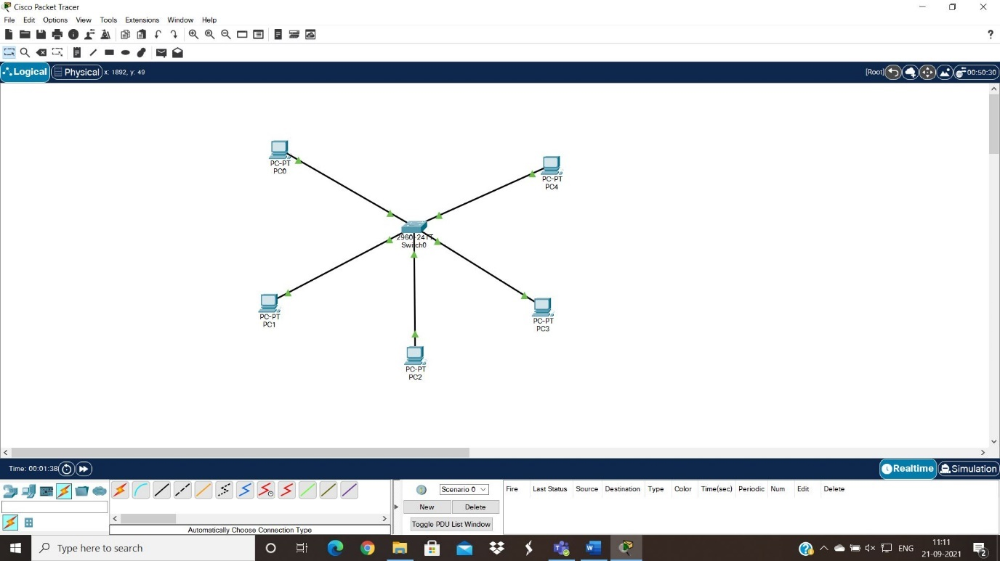 Cisco Packet Tracer
File Edit Options View Tools Extensions Window Help
?
Logical Physical x: 1892, y: 49 [Root] 00:50:30
PC-PT
PC0
PC-PT
PC4
2960-24TT
Switch0
PC-PT
PC1
PC-PT
PC3
PC-PT
PC2
Time: 00:01:38 Realtime Simulation
Scenario 0 Fire Last Status Source Destination Type Color Time(sec) Periodic Num Edit Delete
New Delete
Toggle PDU List Window
Automatically Choose Connection Type
Type here to search
ENG
11:11
21-09-2021
2